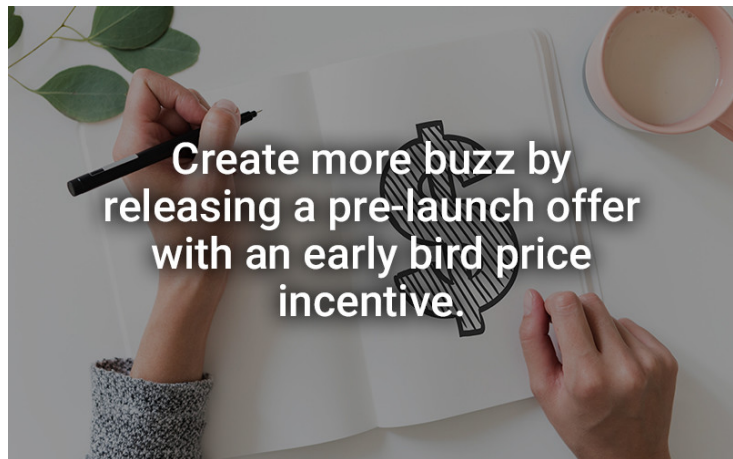 Create more buzz by
releasing a pre-launch offer
with an early bird price
incentive.